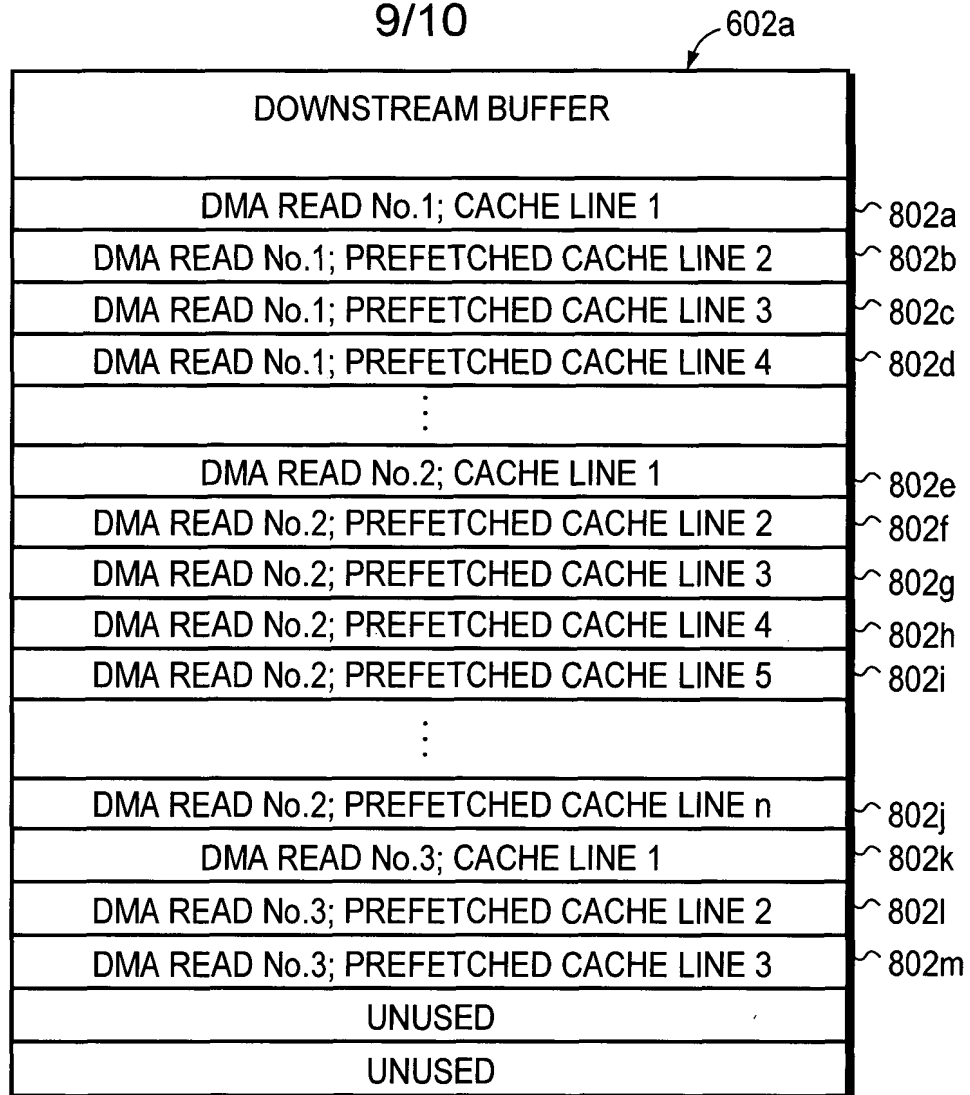 9/10
602a
DOWNSTREAM BUFFER
DMA READ No.1; CACHE LINE 1 802a
DMA READ No.1; PREFETCHED CACHE LINE 2 802b
DMA READ No.1; PREFETCHED CACHE LINE 3 802c
DMA READ No.1; PREFETCHED CACHE LINE 4 802d
⋮
DMA READ No.2; CACHE LINE 1 802e
DMA READ No.2; PREFETCHED CACHE LINE 2 802f
DMA READ No.2; PREFETCHED CACHE LINE 3 802g
DMA READ No.2; PREFETCHED CACHE LINE 4 802h
DMA READ No.2; PREFETCHED CACHE LINE 5 802i
⋮
DMA READ No.2; PREFETCHED CACHE LINE n 802j
DMA READ No.3; CACHE LINE 1 802k
DMA READ No.3; PREFETCHED CACHE LINE 2 802l
DMA READ No.3; PREFETCHED CACHE LINE 3 802m
UNUSED
UNUSED